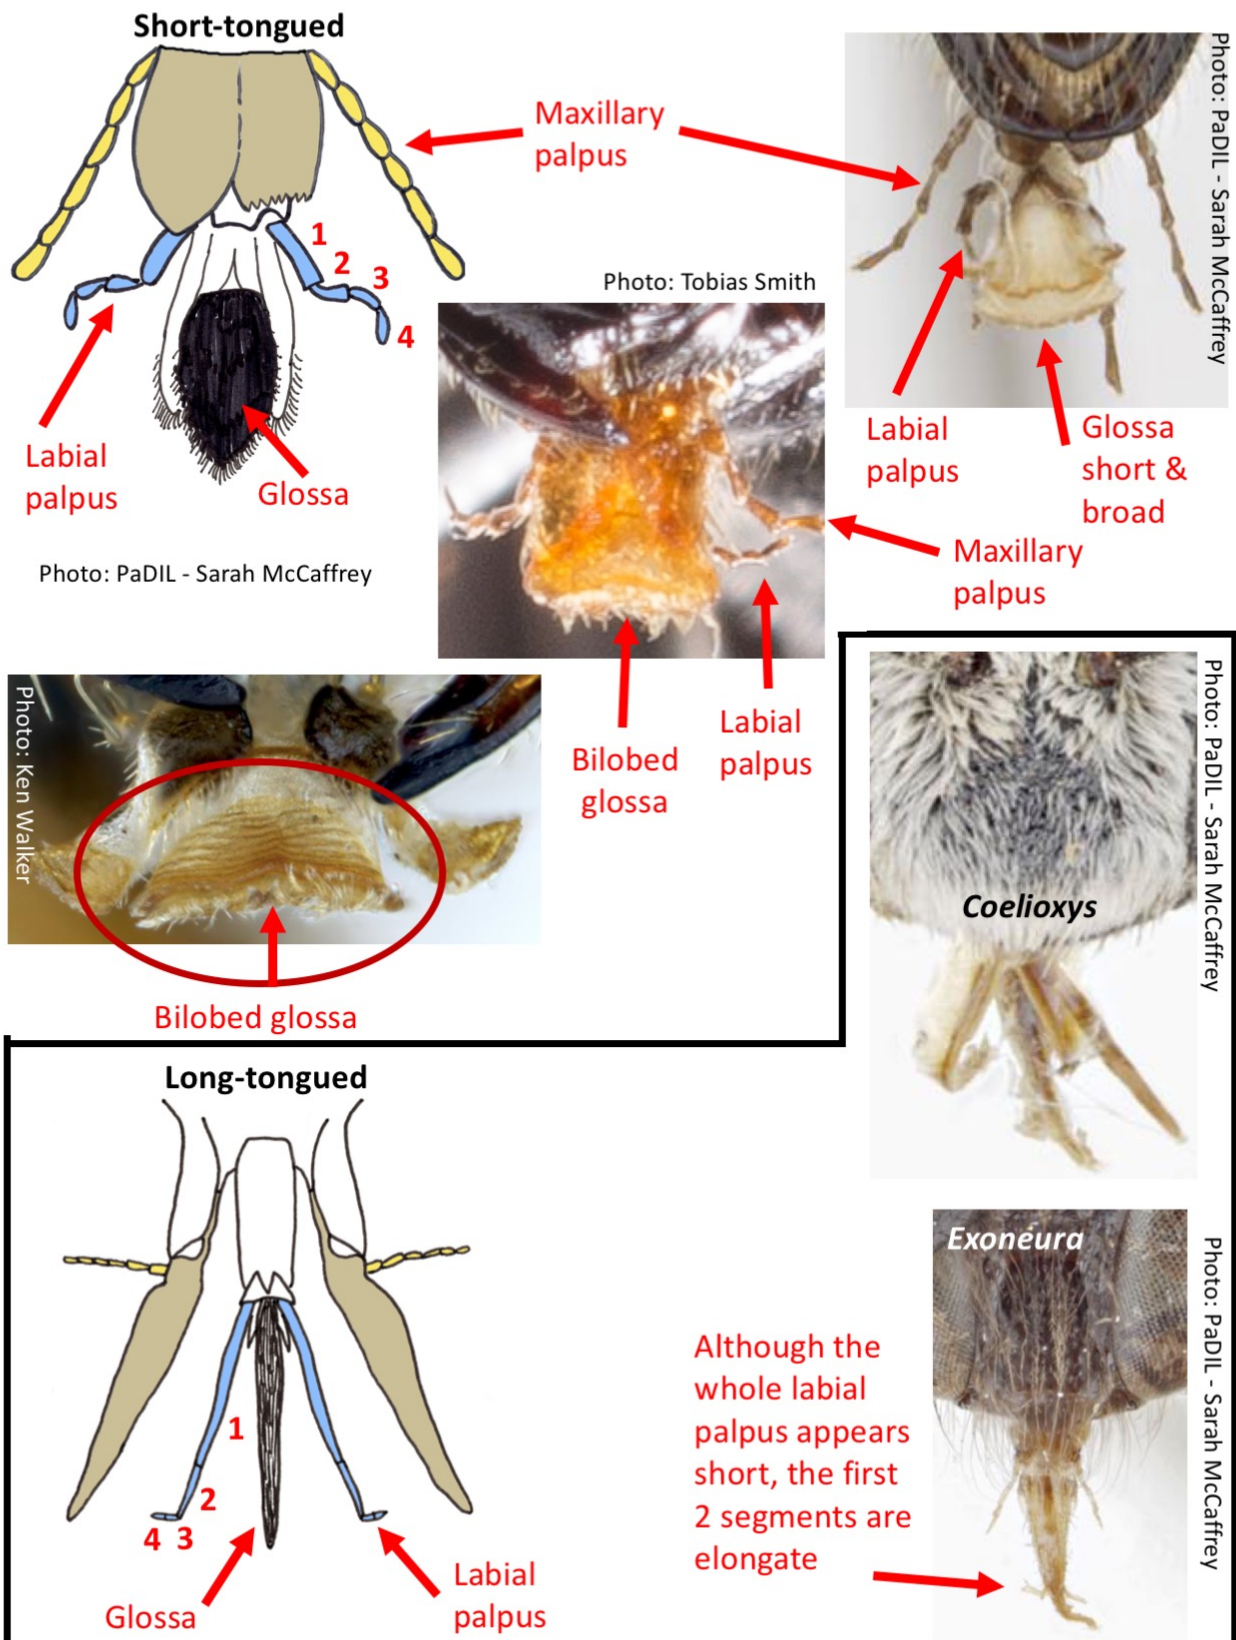 Short-tongued
Maxillary
palpus
1
2
3
4
Labial
palpus
Glossa
Photo: PaDIL - Sarah McCaffrey
Photo: Tobias Smith
Bilobed
glossa
Labial
palpus
Maxillary
palpus
Photo: PaDIL - Sarah McCaffrey
Labial
palpus
Glossa
short &
broad
Photo: Ken Walker
Bilobed glossa
Coelioxys
Photo: PaDIL - Sarah McCaffrey
Long-tongued
1
2
4 3
Glossa
Labial
palpus
Although the
whole labial
palpus appears
short, the first
2 segments are
elongate
Exoneura
Photo: PaDIL - Sarah McCaffrey